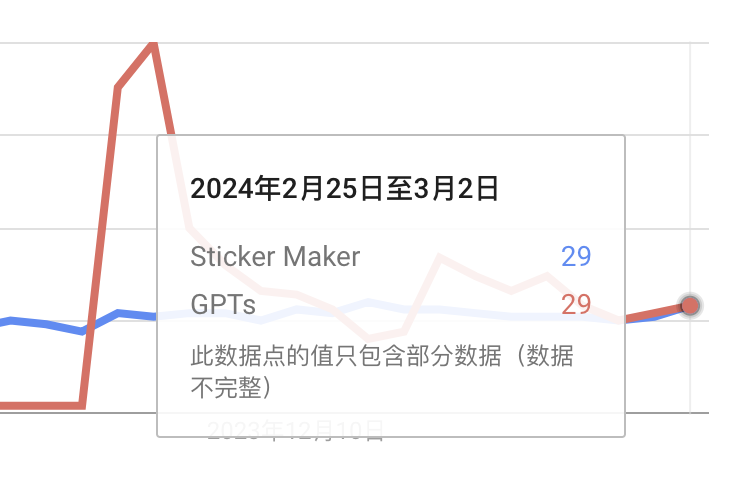 2024年2月25日至3月2日
Sticker Maker 29
GPTs 29
此数据点的值只包含部分数据（数据
不完整）
2023年12月10日